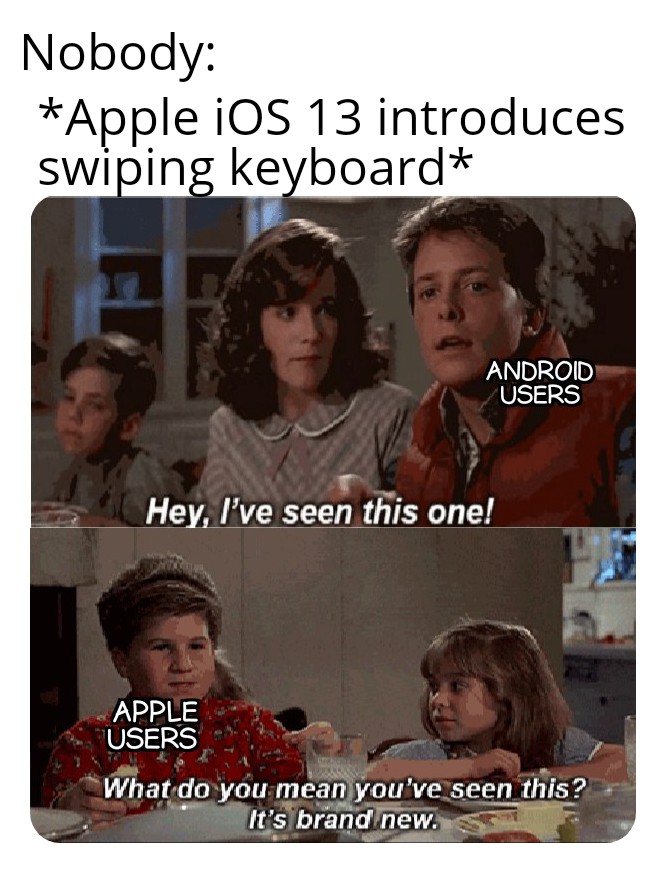 Nobody:
*Apple iOS 13 introduces
swiping keyboard*
ANDROID
USERS
Hey, I've seen this one!
APPLE
USERS
What do you mean you've seen this?
It's brand new.